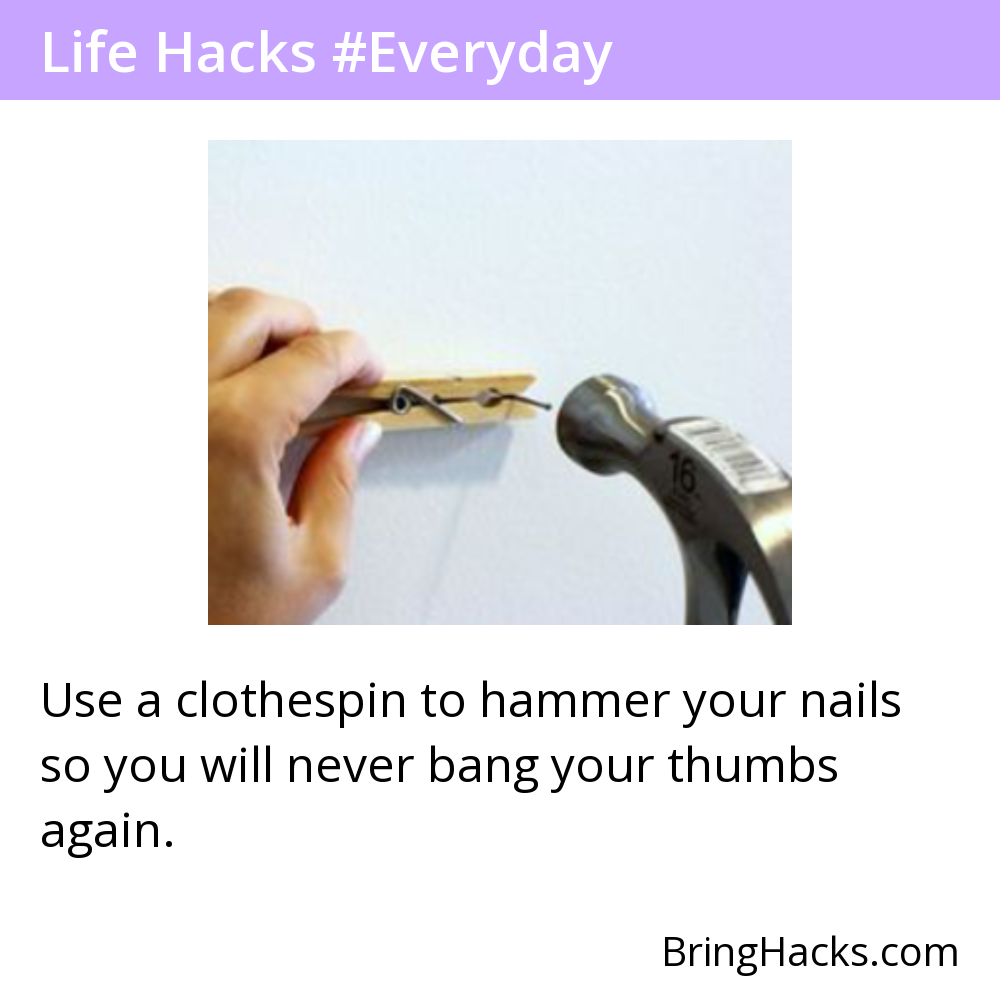 Life Hacks #Everyday
16
Use a clothespin to hammer your nails
so you will never bang your thumbs
again.
BringHacks.com